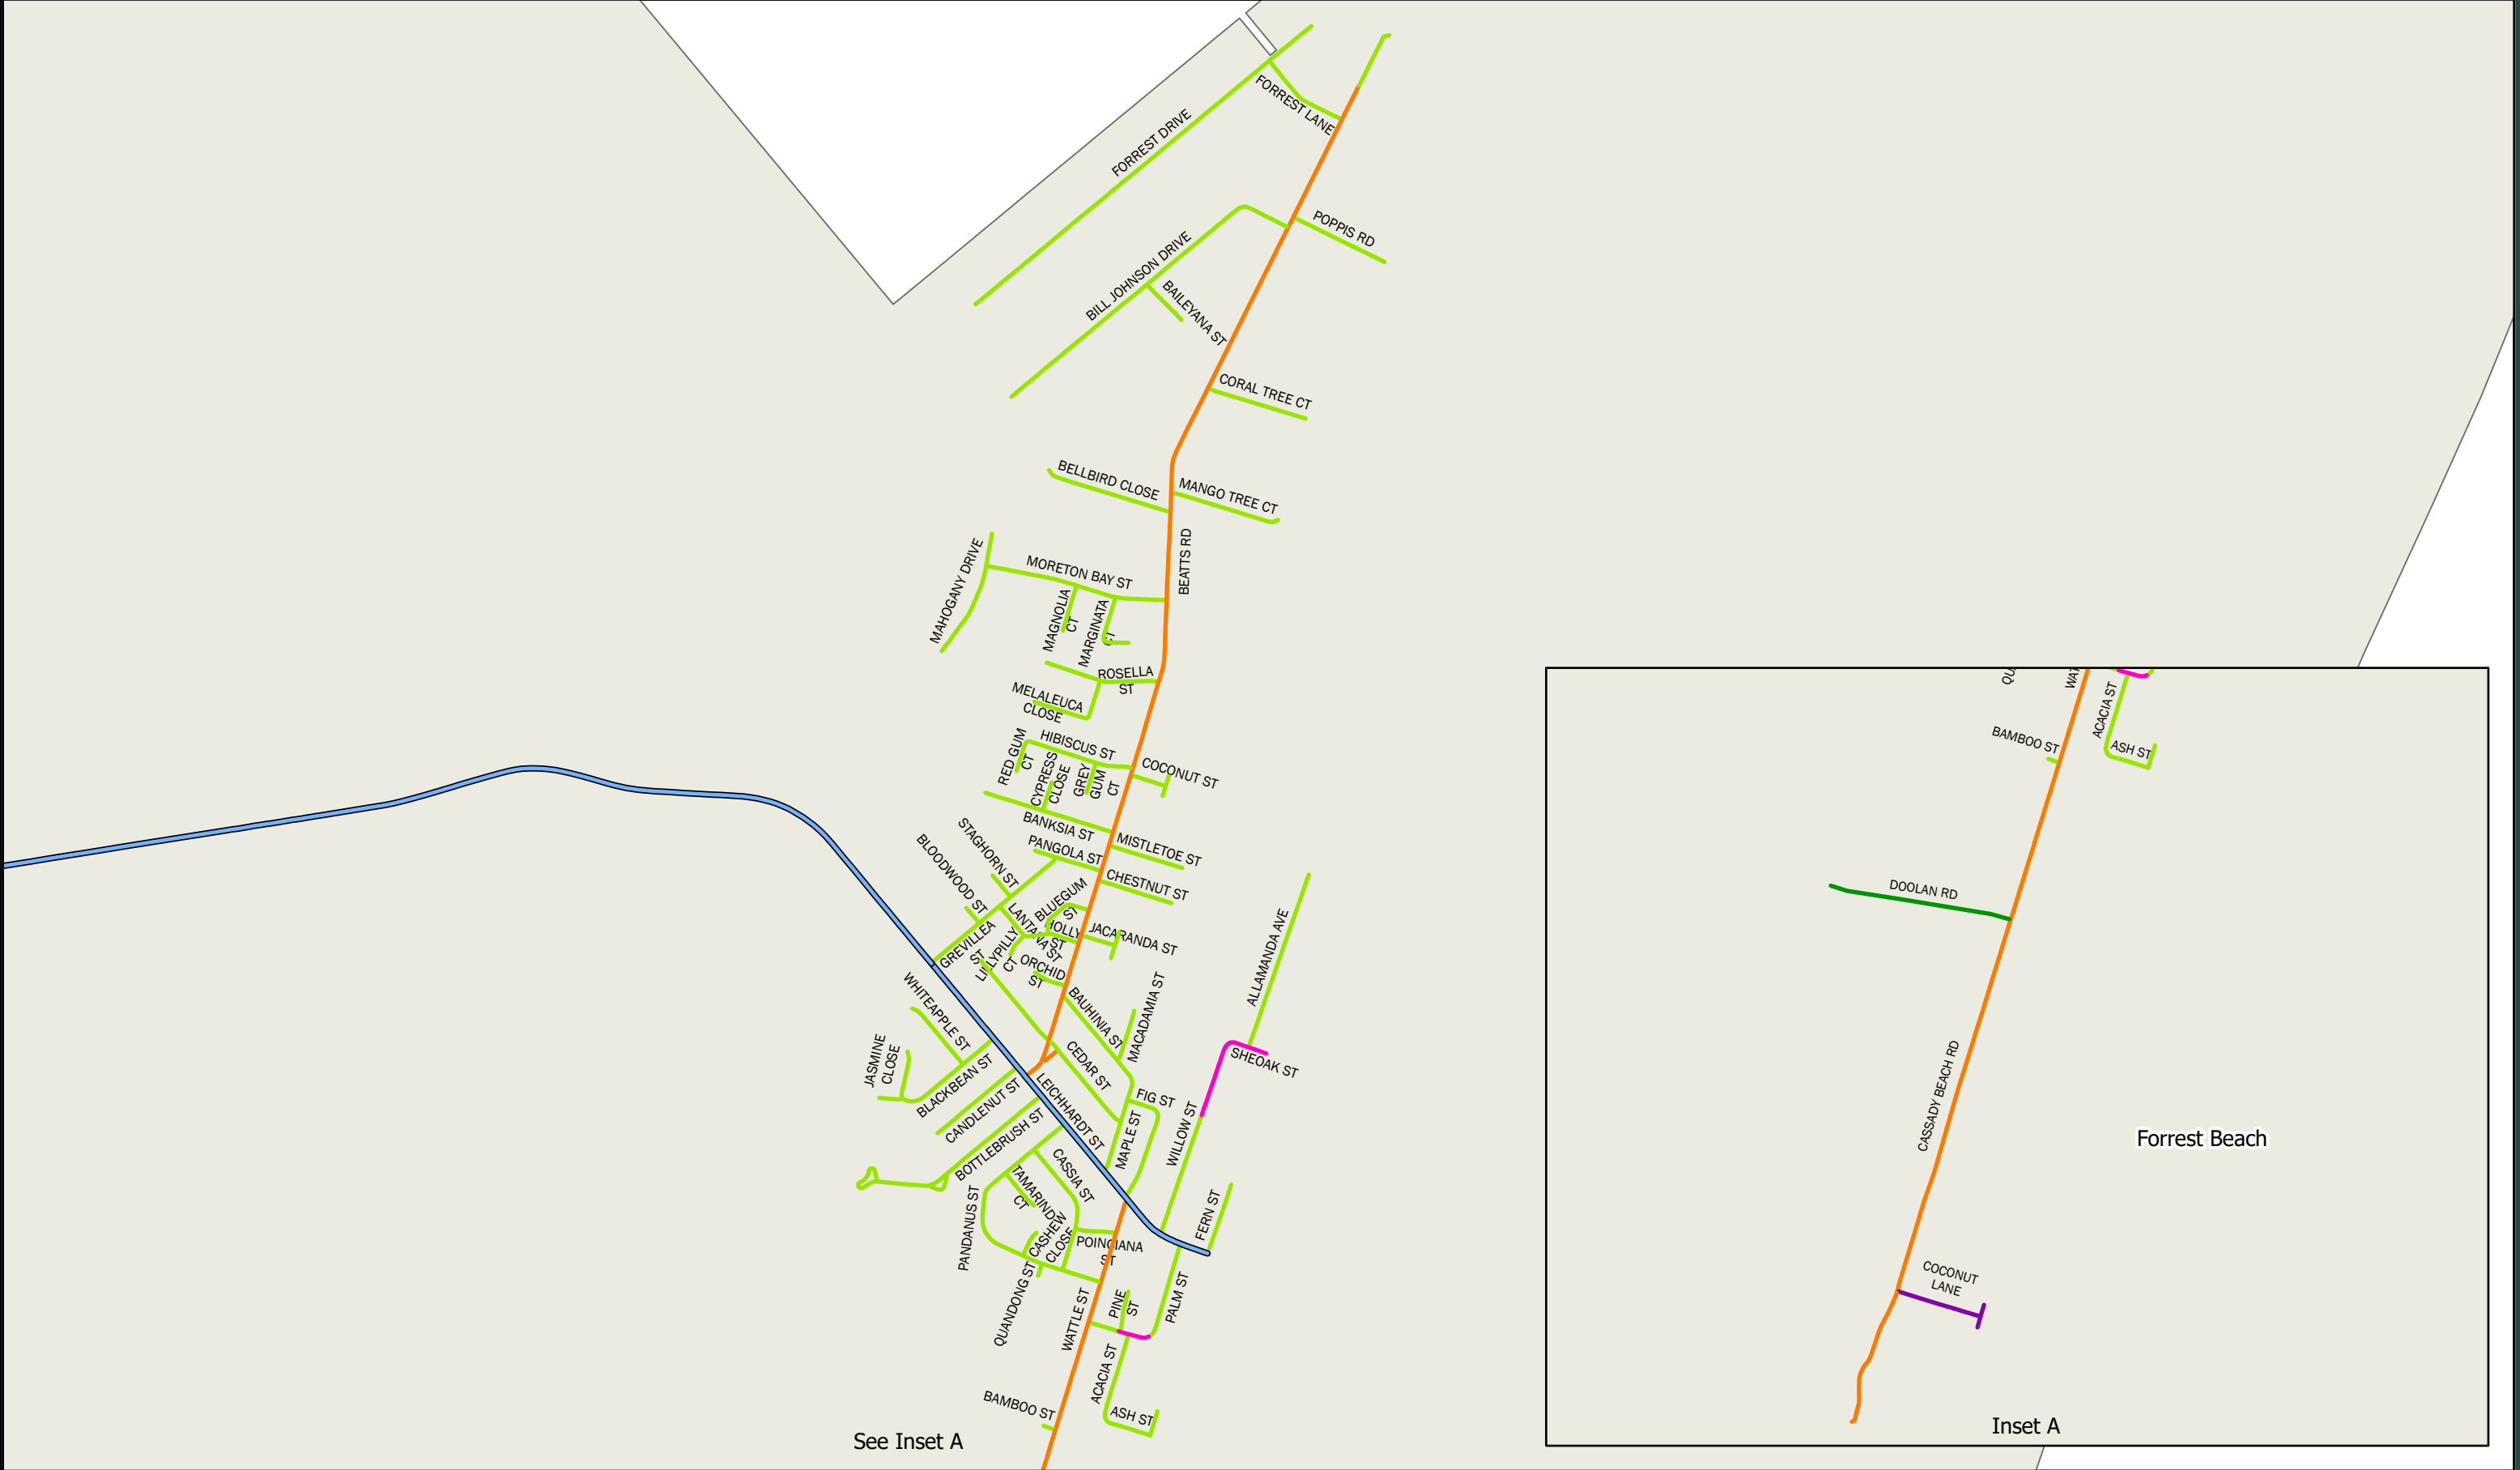 FORREST LANE
FORREST DRIVE
POPPIS RD
BILL JOHNSON DRIVE
BAILEYANA ST
CORAL TREE CT
BELLBIRD CLOSE
MANGO TREE CT
BEATTS RD
MAHOGANY DRIVE
MORETON BAY ST
MAGNOLIA
CT
MARGINATA
CT
ROSELLA
ST
MELALEUCA
CLOSE
RED GUM
CT
HIBISCUS ST
CYPRESS
CLOSE
GREY
GUM
CT
COCONUT ST
BANKSIA ST
MISTLETOE ST
PANGOLA ST
STAGHORN ST
BLOODWOOD ST
CHESTNUT ST
BLUEGUM
ST
LANTANA ST
HOLLY
ST
JACARANDA ST
GREVILLEA
ST
LILLYPILLY
CT
ORCHID
ST
ALLAMANDA AVE
WHITEAPPLE ST
BAUHINIA ST
MACADAMIA ST
JASMINE
CLOSE
CEDAR ST
SHEOAK ST
BLACKBEAN ST
CANDLENUT ST
LEICHHARDT ST
FIG ST
MAPLE ST
WILLOW ST
BOTTLEBRUSH ST
CASSIA ST
TAMARIND
CT
PANDANUS ST
CASHEW
CLOSE
POINCIANA
ST
FERN ST
QUANDONG ST
WATTLE ST
PINE
ST
PALM ST
ACACIA ST
BAMBOO ST
ASH ST
See Inset A
QU
WAT
ACACIA ST
BAMBOO ST
ASH ST
DOOLAN RD
CASSADY BEACH RD
Forrest Beach
COCONUT
LANE
Inset A